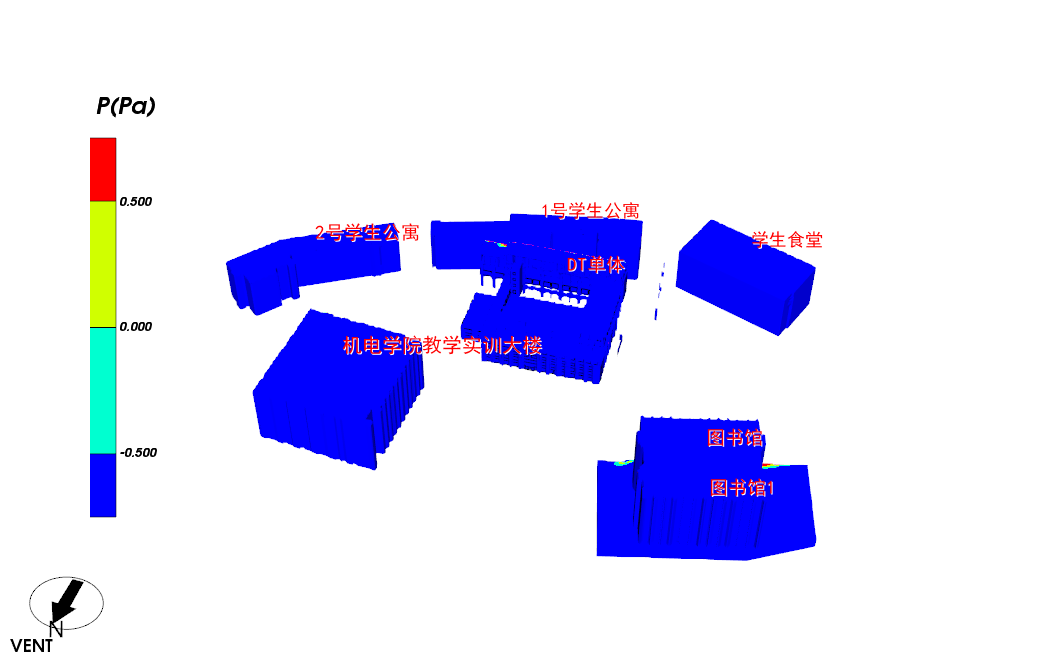 P(Pa)
0.500
0.000
-0.500
1号学生公寓
2号学生公寓
学生食堂
DT单体
机电学院教学实训大楼
图书馆
图书馆1
N
VENT